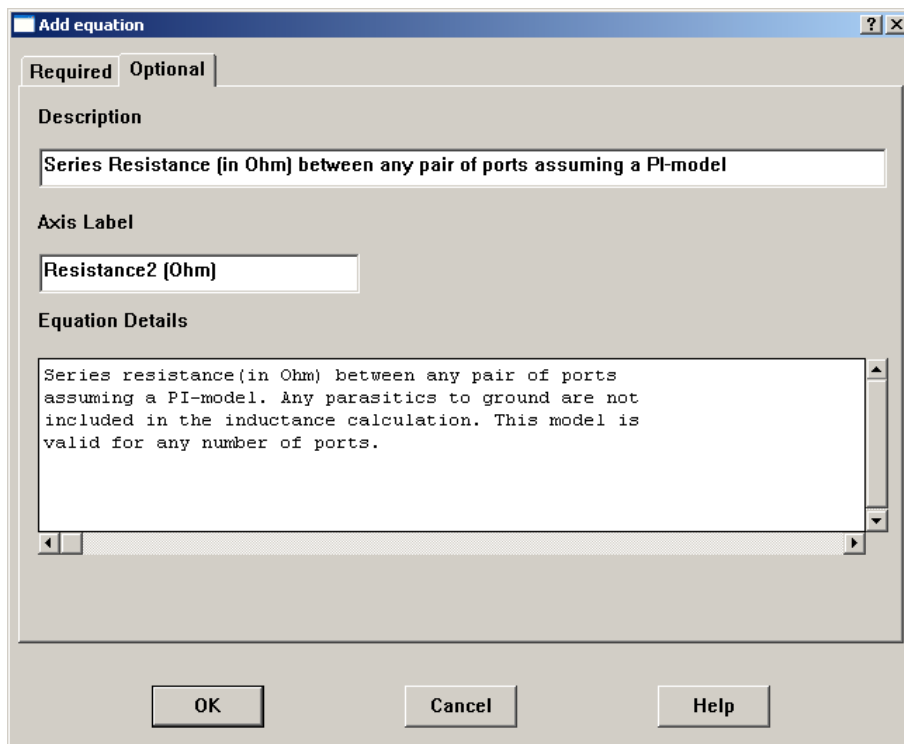 Add equation
Required Optional
Description
Series Resistance (in Ohm) between any pair of ports assuming a PI-model
Axis Label
Resistance2 (Ohm)
Equation Details
Series resistance(in Ohm) between any pair of ports
assuming a PI-model. Any parasitics to ground are not
included in the inductance calculation. This model is
valid for any number of ports.
OK Cancel Help